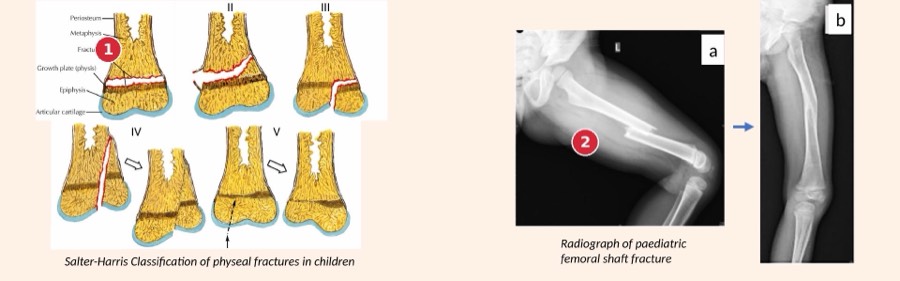 II
III
Periosteum
Metaphysis
Fractu
1
Growth plate (physis)
Epiphysis
Articular cartilage
IV
V
Salter-Harris Classification of physeal fractures in children
L
a
2
b
Radiograph of paediatric
femoral shaft fracture